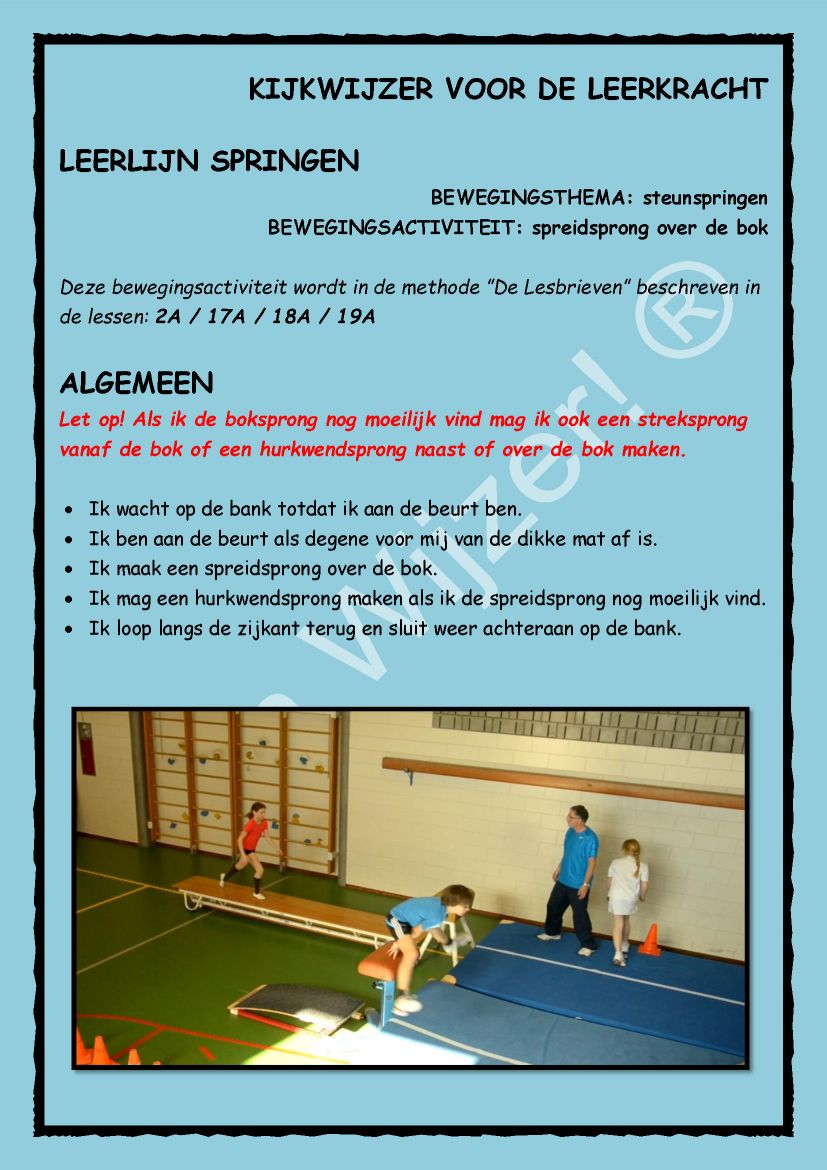 KIJKWIJZER VOOR DE LEERKRACHT
LEERLIJN SPRINGEN
BEWEGINGSTHEMA: steunspringen
BEWEGINGSACTIVITEIT: spreidsprong over de bok
Deze bewegingsactiviteit wordt in de methode ”De Lesbrieven” beschreven in
de lessen: 2A / 17A / 18A / 19A
ALGEMEEN
Let op! Als ik de boksprong nog moeilijk vind mag ik ook een streksprong
vanaf de bok of een hurkwendsprong naast of over de bok maken.
• Ik wacht op de bank totdat ik aan de beurt ben.
• Ik ben aan de beurt als degene voor mij van de dikke mat af is.
• Ik maak een spreidsprong over de bok.
• Ik mag een hurkwendsprong maken als ik de spreidsprong nog moeilijk vind.
• Ik loop langs de zijkant terug en sluit weer achteraan op de bank.
Wijzer! ®